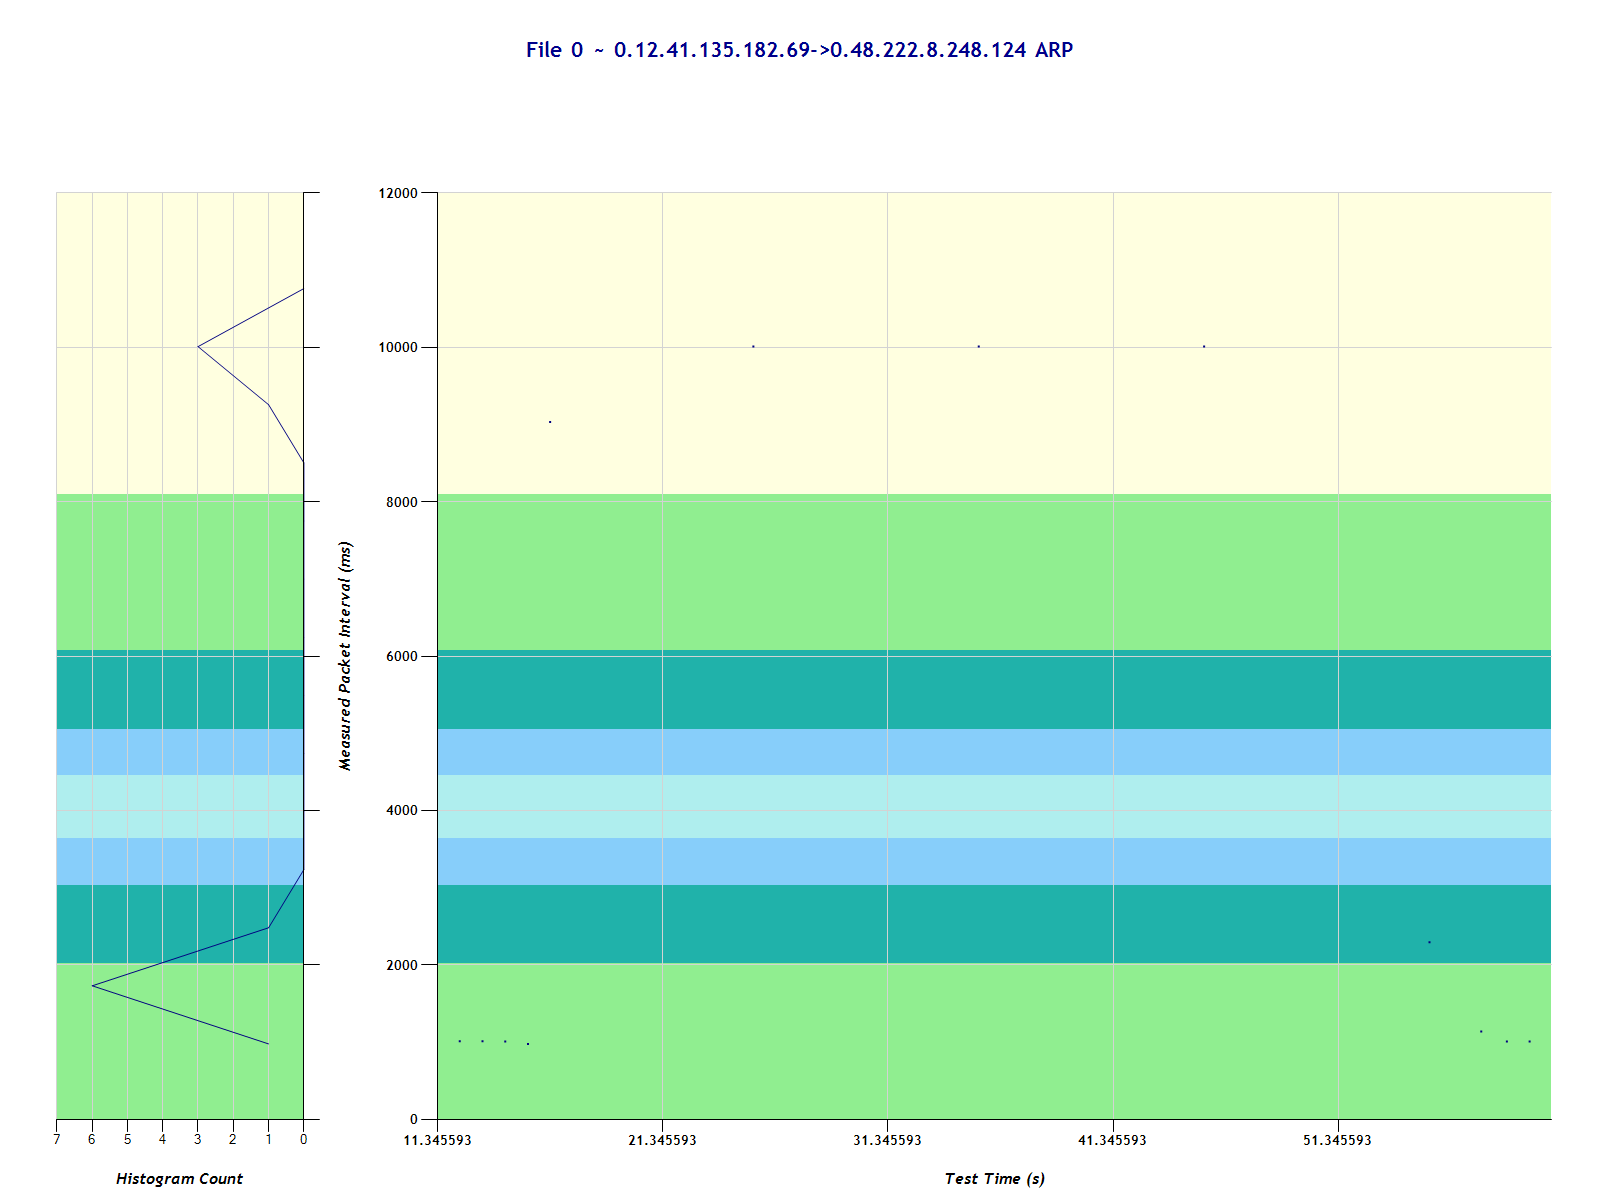 File 0 ~ 0.12.41.135.182.69->0.48.222.8.248.124 ARP
12000
10000
8000
6000
4000
2000
0
Measured Packet Interval (ms)
7 6 5 4 3 2 1 0
11.345593 21.345593 31.345593 41.345593 51.345593
Histogram Count
Test Time (s)